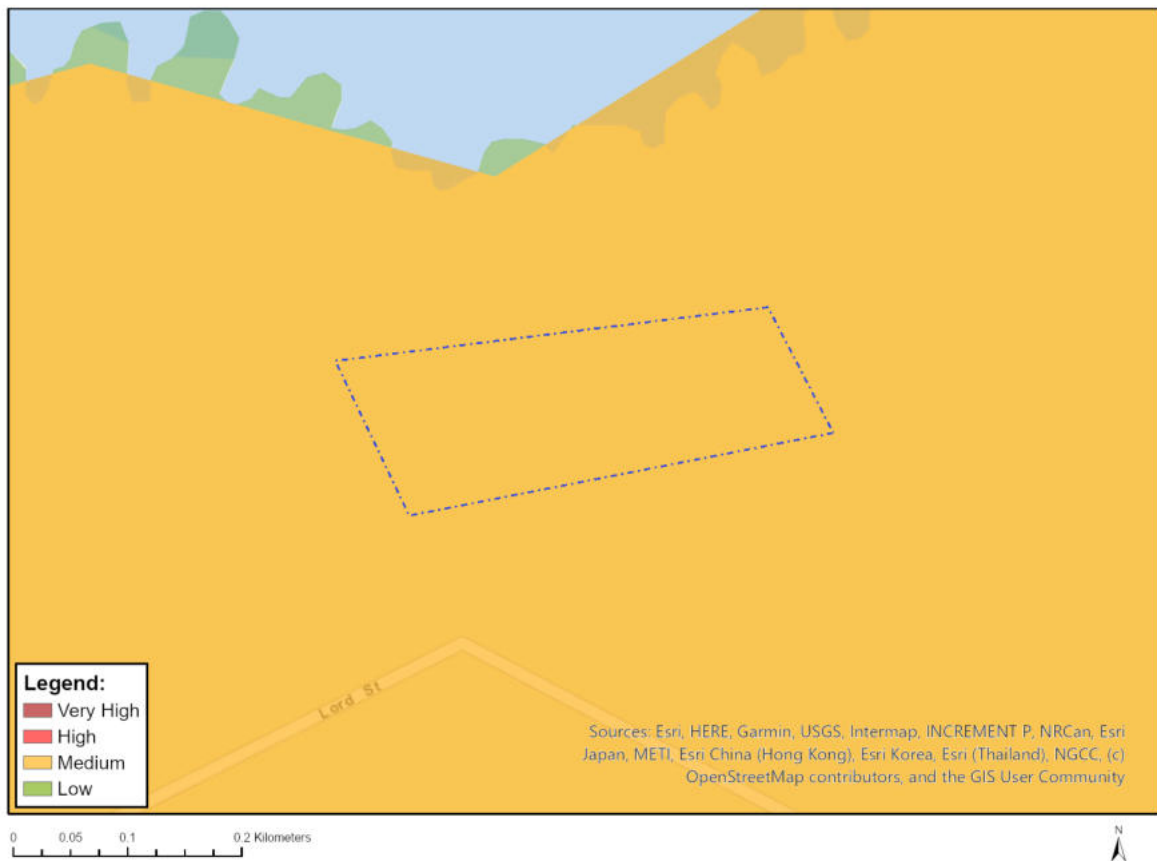 Lord St
Legend:
Very High
High
Medium
Low
Sources: Esri, HERE, Garmin, USGS, Intermap, INCREMENT P, NRCan, Esri
Japan, METI, Esri China (Hong Kong), Esri Korea, Esri (Thailand), NGCC, (c)
OpenStreetMap contributors, and the GIS User Community
0 0.05 0.1 0.2 Kilometers
N